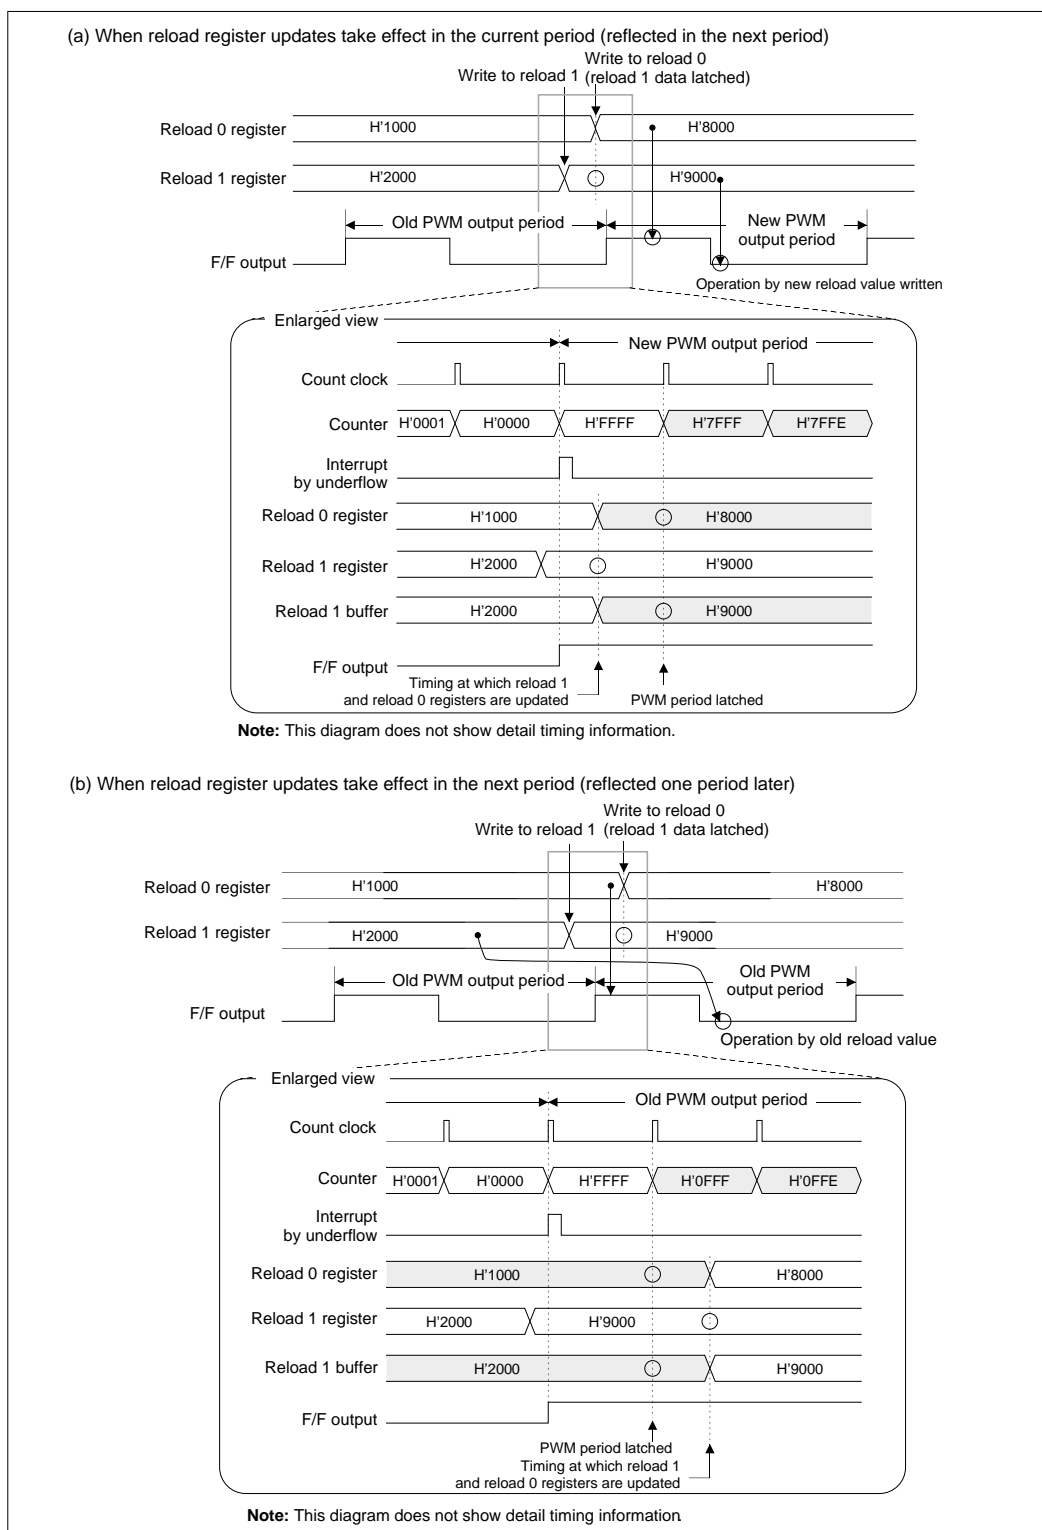 (a) When reload register updates take effect in the current period (reflected in the next period)
Write to reload 0
Write to reload 1 (reload 1 data latched)
Reload 0 register H'1000 H'8000
Reload 1 register H'2000 H'9000
Old PWM output period New PWM
output period
F/F output
Operation by new reload value written
Enlarged view
New PWM output period
Count clock
Counter H'0001 H'0000 H'FFFF H'7FFF H'7FFE
Interrupt
by underflow
Reload 0 register H'1000 H'8000
Reload 1 register H'2000 H'9000
Reload 1 buffer H'2000 H'9000
F/F output
Timing at which reload 1
and reload 0 registers are updated PWM period latched
Note: This diagram does not show detail timing information.
(b) When reload register updates take effect in the next period (reflected one period later)
Write to reload 0
Write to reload 1 (reload 1 data latched)
Reload 0 register H'1000 H'8000
Reload 1 register H'2000 H'9000
Old PWM output period Old PWM
output period
F/F output
Operation by old reload value
Enlarged view
Old PWM output period
Count clock
Counter H'0001 H'0000 H'FFFF H'0FFF H'0FFE
Interrupt
by underflow
Reload 0 register H'1000 H'8000
Reload 1 register H'2000 H'9000
Reload 1 buffer H'2000 H'9000
F/F output
PWM period latched
Timing at which reload 1
and reload 0 registers are updated
Note: This diagram does not show detail timing information.